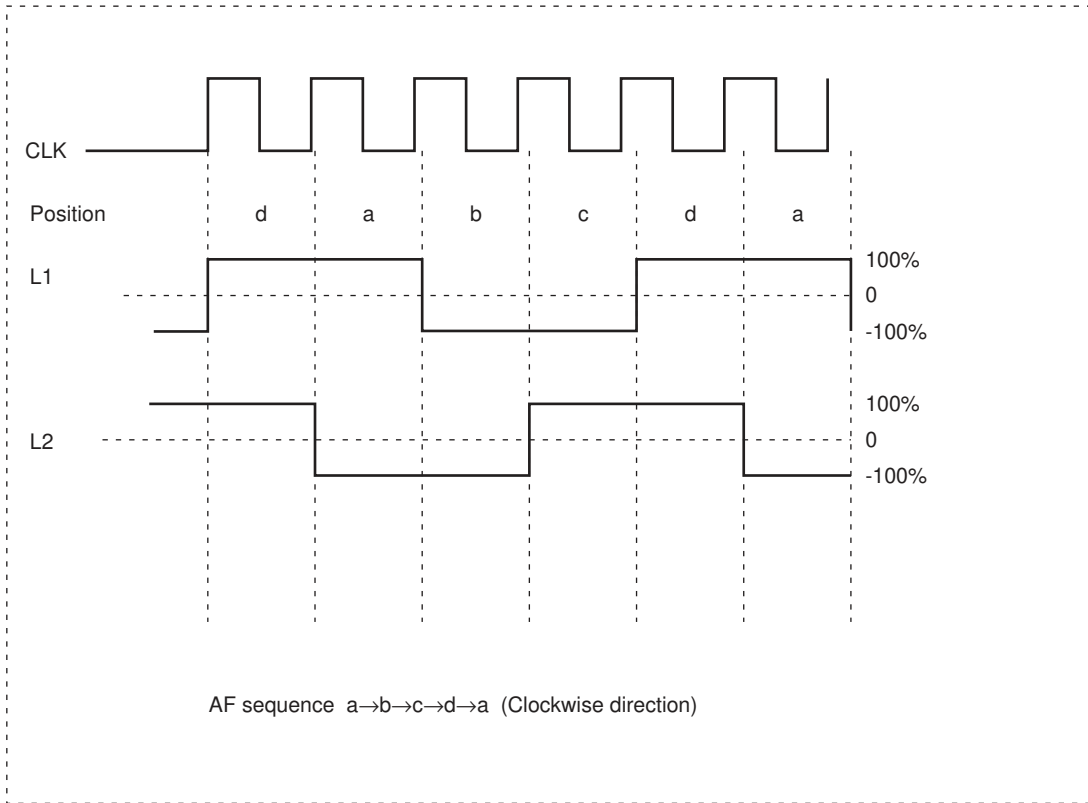 CLK
Position d a b c d a
L1
100%
0
-100%
L2
100%
0
-100%
AF sequence a→b→c→d→a (Clockwise direction)